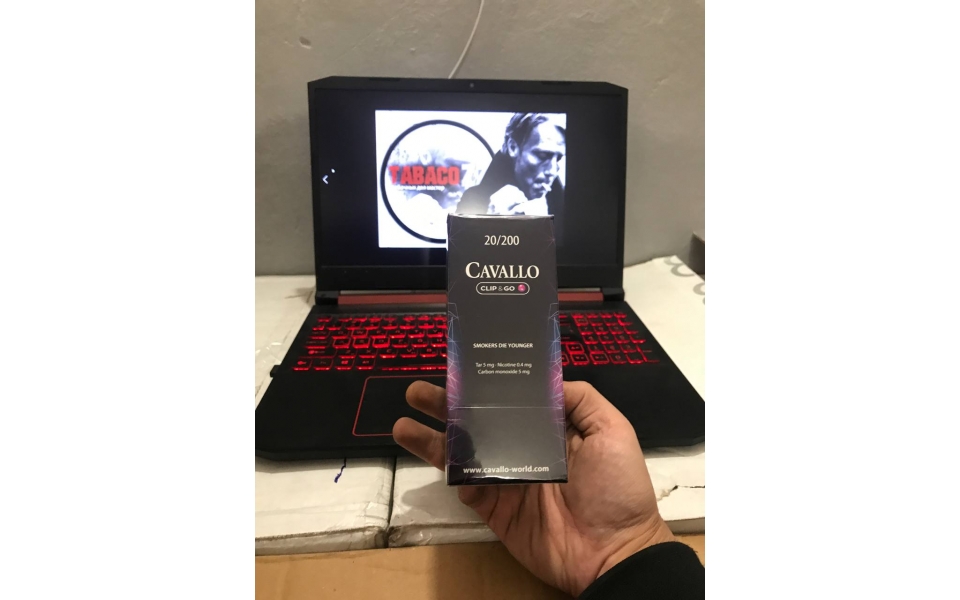 TABACO
20/200
CAVALLO
CLIP & GO
SMOKERS DIE YOUNGER
Tar 5 mg · Nicotine 0.4 mg
Carbon monoxide 5 mg
www.cavallo-world.com